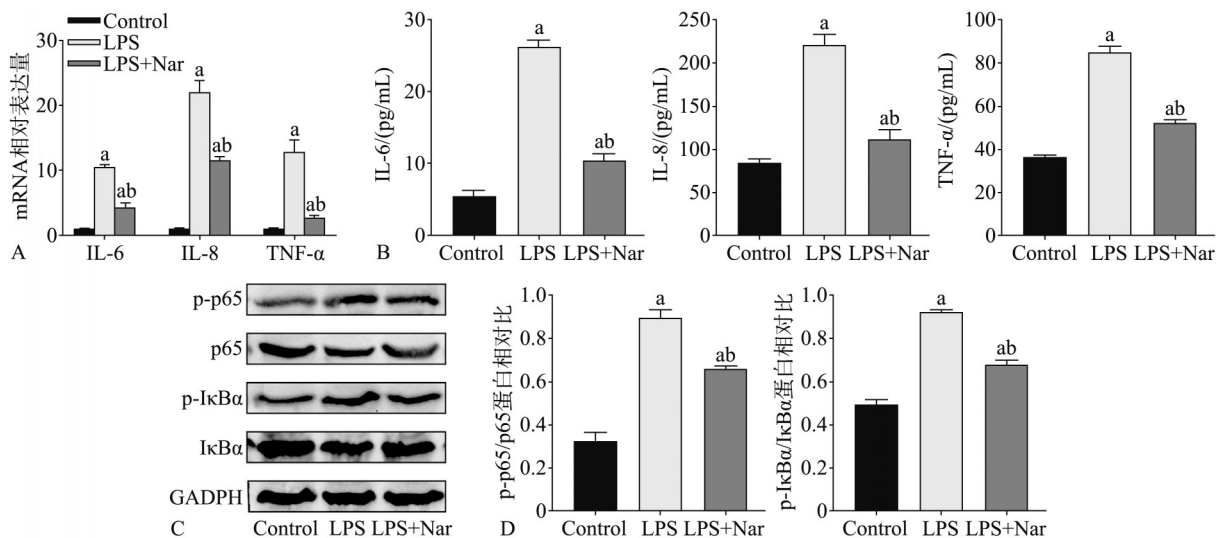 Control
LPS
LPS+Nar
mRNA相对表达量
30
20
10
0
a
ab
a
ab
a
ab
IL-6
IL-8
TNF-α
A
IL-6/(pg/mL)
30
20
10
0
a
ab
Control
LPS
LPS+Nar
B
IL-8/(pg/mL)
250
200
150
100
50
0
a
ab
Control
LPS
LPS+Nar
TNF-α/(pg/mL)
100
80
60
40
20
0
a
ab
Control
LPS
LPS+Nar
p-p65
p65
p-IκBα
IκBα
GADPH
Control
LPS
LPS+Nar
C
p-p65/p65蛋白相对比
1.0
0.8
0.6
0.4
0.2
0
a
ab
Control
LPS
LPS+Nar
D
p-IκBα/IκBα蛋白相对比
1.0
0.8
0.6
0.4
0.2
0
a
ab
Control
LPS
LPS+Nar